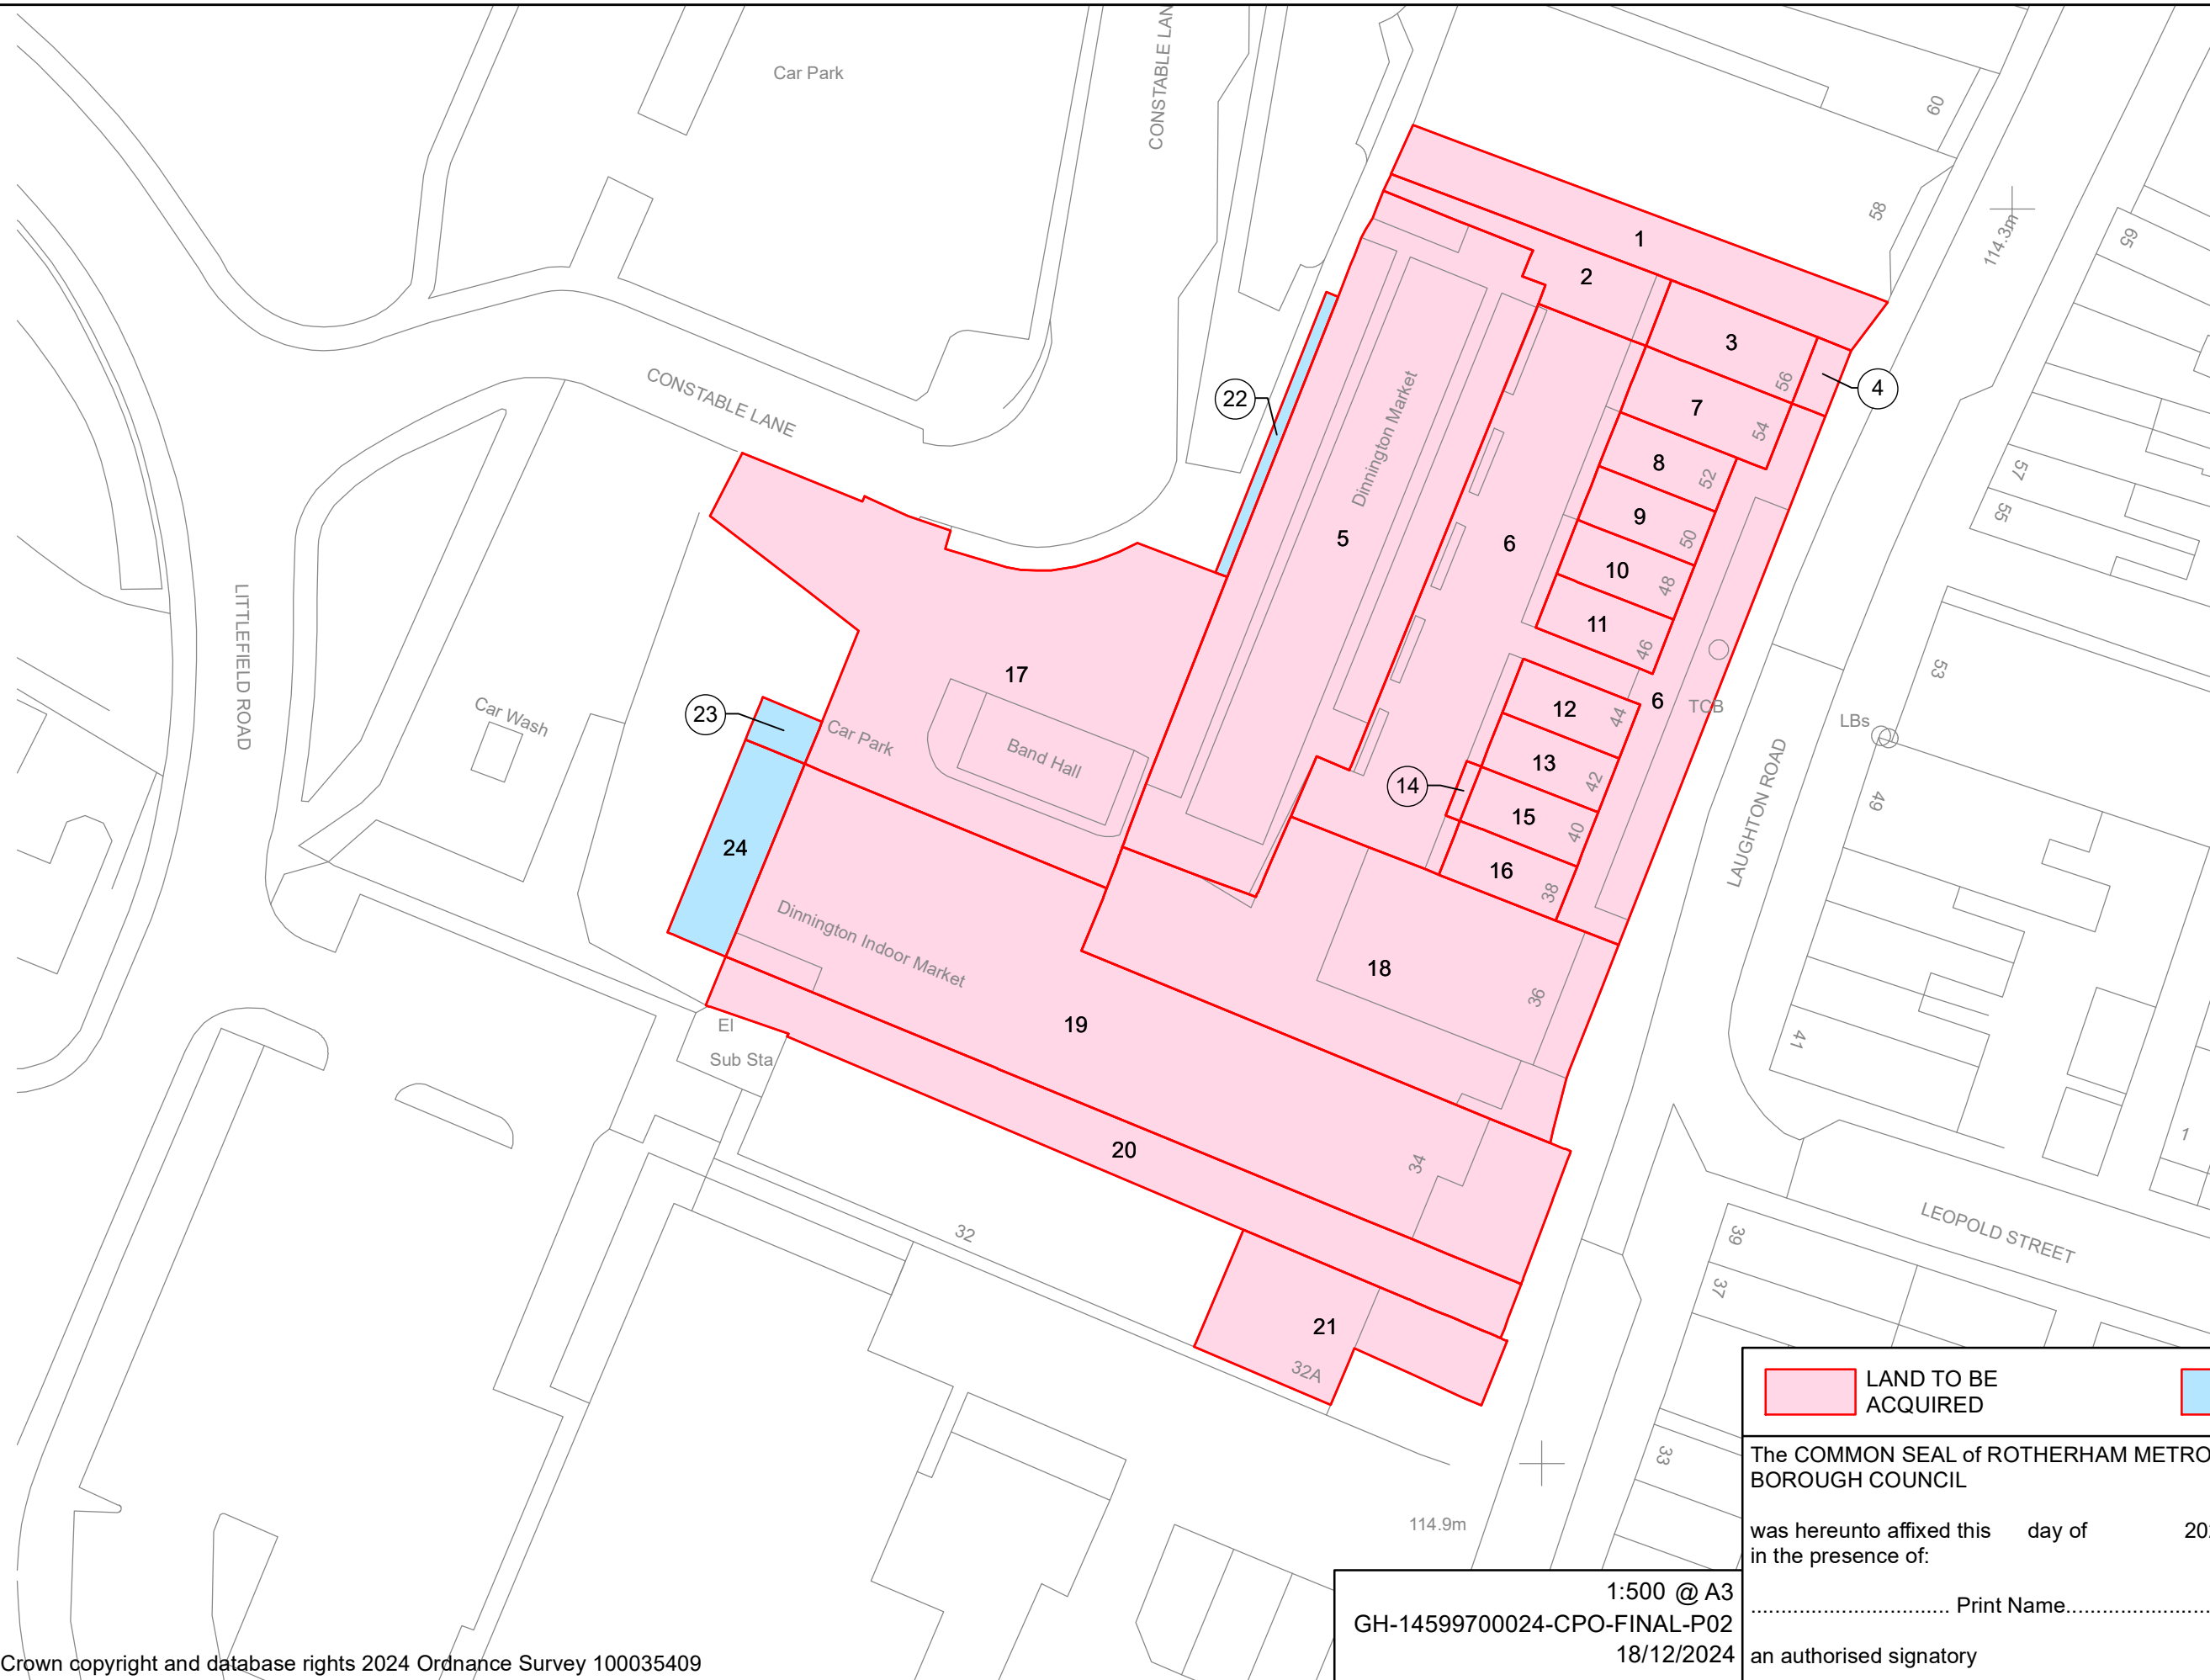 Car Park
CONSTABLE LAN
60
58
114.3m
65
1
2
3
56
4
CONSTABLE LANE
22
Dinnington Market
7
54
8
52
57
55
9
50
5
6
10
48
11
46
LITTLEFIELD ROAD
17
53
12
44
6
TCB
23
Car Wash
Car Park
Band Hall
LBs
13
42
14
LAUGHTON ROAD
49
15
40
24
16
38
Dinnington Indoor Market
18
36
19
El
Sub Sta
41
1
20
34
32
LEOPOLD STREET
39
37
21
32A
33
114.9m
LAND TO BE
ACQUIRED
The COMMON SEAL of ROTHERHAM METRO
BOROUGH COUNCIL
was hereunto affixed this day of 20
in the presence of:
................................ Print Name.......................
an authorised signatory
1:500 @ A3
GH-14599700024-CPO-FINAL-P02
18/12/2024
Crown copyright and database rights 2024 Ordnance Survey 100035409